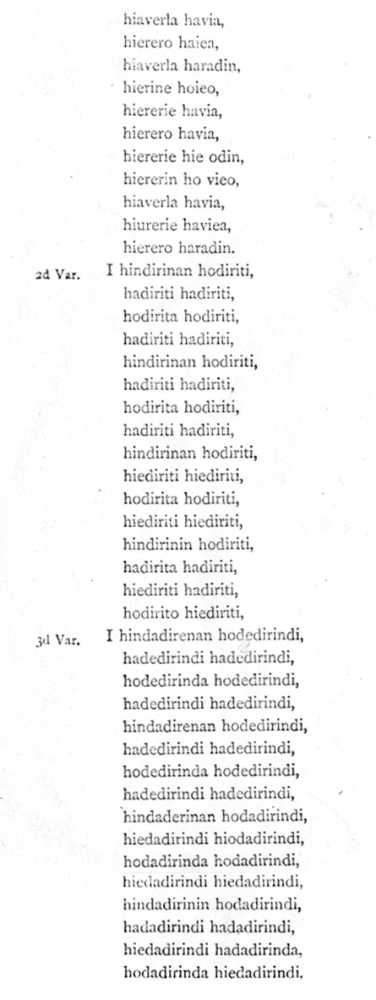 hiaverla havia,
hierero haiea,
hiaverla haradin,
hierine hoieo,
hiererie havia,
hierero havia,
hiererie hie odin,
hiererin ho vieo,
hiaverla havia,
hiurerie haviea,
hierero haradin.
2d Var. I hindirinan hodiriti,
hadiriti hadiriti,
hodirita hodiriti,
hadiriti hadiriti,
hindirinan hodiriti,
hadiriti hadiriti,
hodirita hodiriti,
hadiriti hadiriti,
hindirinan hodiriti,
hiediriti hiediriti,
hodirita hodiriti,
hiediriti hiediriti,
hindirinin hodiriti,
hadirita hadiriti,
hiediriti hadiriti,
hodirito hiediriti,
3d Var. I hindadirenan hodedirindi,
hadedirindi hadedirindi,
hodedirinda hodedirindi,
hadedirindi hadedirindi,
hindadirenan hodedirindi,
hadedirindi hadedirindi,
hodedirinda hodedirindi,
hadedirindi hadedirindi,
hindaderinan hodadirindi,
hiedadirindi hiodadirindi,
hodadirinda hodadirindi,
hiedadirindi hiedadirindi,
hindadirinin hodadirindi,
hadadirindi hadadirindi,
hiedadirindi hadadirinda,
hodadirinda hiedadirindi.